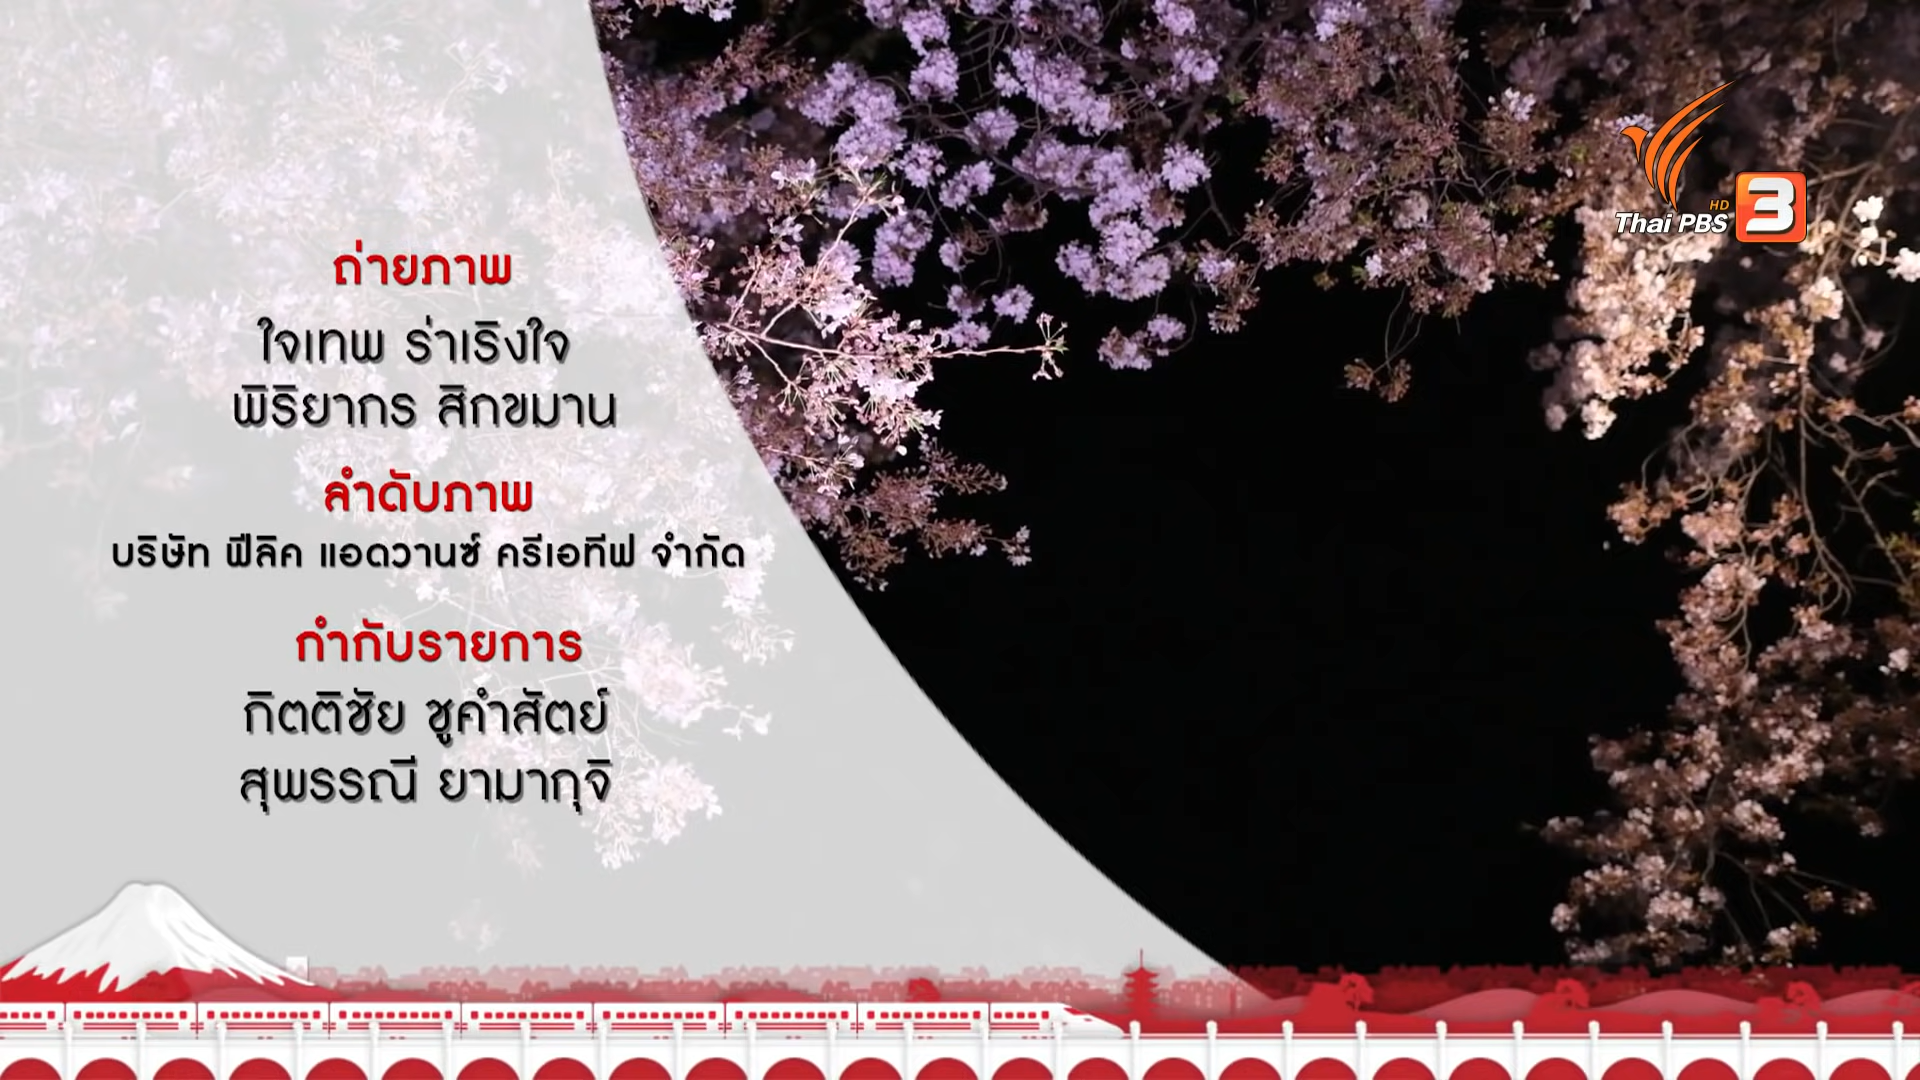 ถ่ายภาพ
ใจเทพ ร่าเริงใจ
พิริยากร สิกขมาน
ลำดับภาพ
บริษัท ฟีลิค แอดวานซ์ ครีเอทีฟ จำกัด
กำกับรายการ
กิตติชัย ชูคำสัตย์
สุพรรณี ยามากุจิ
Thai PBS HD 3